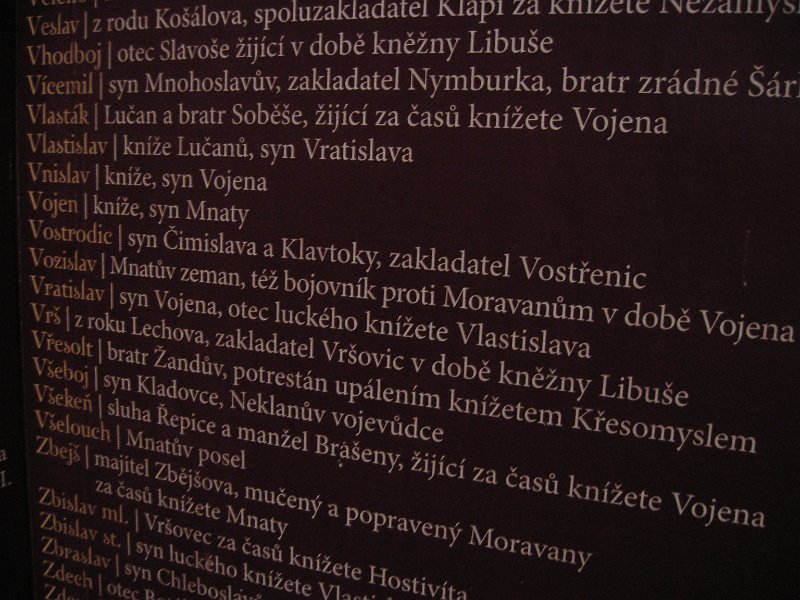 Veslav | z rodu Košálova, spoluzakladatel Klapí za knížete
Vhodboj | otec Slavoše žijící v době kněžny Libuše
Vícemil | syn Mnohoslavův, zakladatel Nymburka, bratr zrádné
Vlasták | Lučan a bratr Soběše, žijící za časů knížete Vojena
Vlastislav | kníže Lučanů, syn Vratislava
Vnislav | kníže, syn Vojena
Vojen | kníže, syn Mnaty
Vostrodic | syn Čimislava a Klavtoky, zakladatel Vostřenic
Vozislav | Mnatův zeman, též bojovník proti Moravanům v době Vojena
Vratislav | syn Vojena, otec luckého knížete Vlastislava
Vrš | z roku Lechova, zakladatel Vršovic v době kněžny Libuše
Vřesolt | bratr Žandův, potrestán upálením knížetem Křesomyslem
Všeboj | syn Kladovce, Neklanův vojevůdce
Všekeň | sluha Řepice a manžel Brašeny, žijící za časů knížete Vojena
Všelouch | Mnatův posel
Zbejš | majitel Zbějšova, mučený a popravený Moravany
za časů knížete Mnaty
Zbislav ml. | Vršovec za časů knížete Hostivíta
Zbislav st. | syn luckého knížete
Zbraslav | syn
Zdech | otec